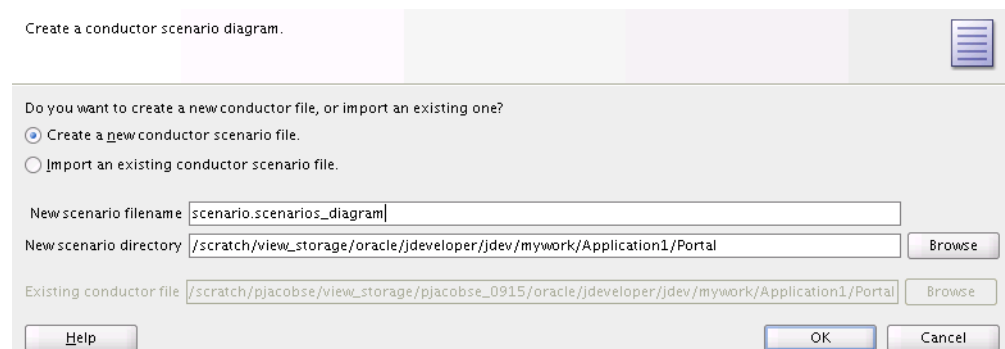 Create a conductor scenario diagram.
Do you want to create a new conductor file, or import an existing one?
Create a new conductor scenario file.
Import an existing conductor scenario file.
New scenario filename scenario.scenarios_diagram
New scenario directory /scratch/view_storage/oracle/jdeveloper/jdev/mywork/Application1/Portal Browse
Existing conductor file /scratch/pjacobse/view_storage/pjacobse_0915/oracle/jdeveloper/jdev/mywork/Application1/Portal Browse
Help OK Cancel